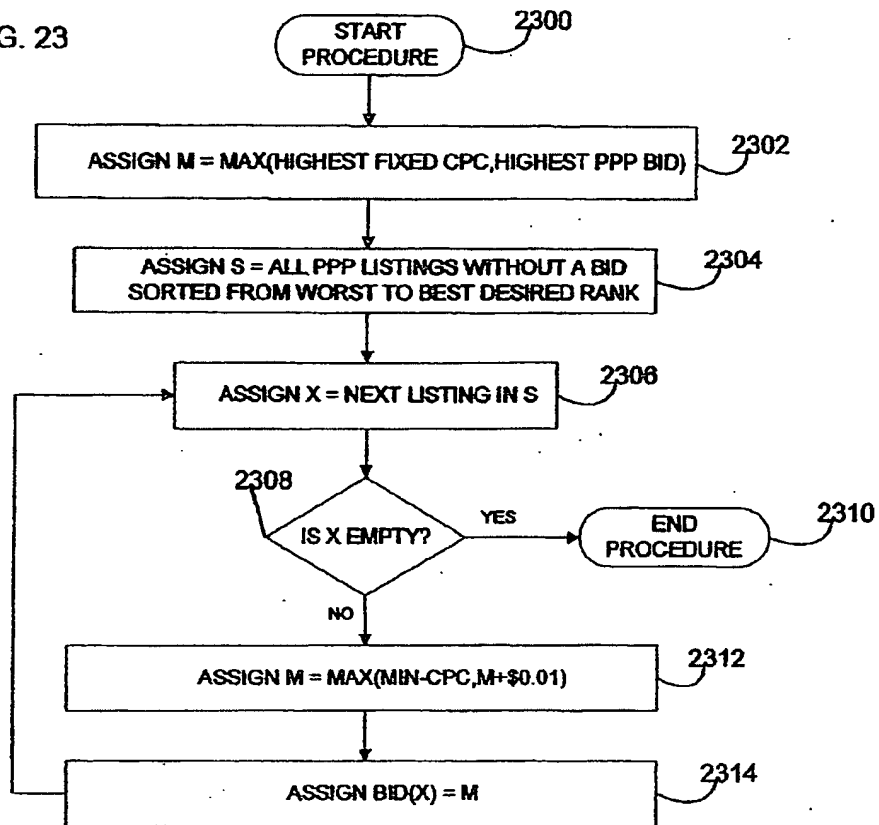 G. 23
START
PROCEDURE
2300
ASSIGN M = MAX(HIGHEST FIXED CPC,HIGHEST PPP BID)
2302
ASSIGN S = ALL PPP LISTINGS WITHOUT A BID
SORTED FROM WORST TO BEST DESIRED RANK
2304
ASSIGN X = NEXT LISTING IN S
2306
2308
IS X EMPTY?
YES
END
PROCEDURE
2310
NO
ASSIGN M = MAX(MIN-CPC,M+$0.01)
2312
ASSIGN BID(X) = M
2314